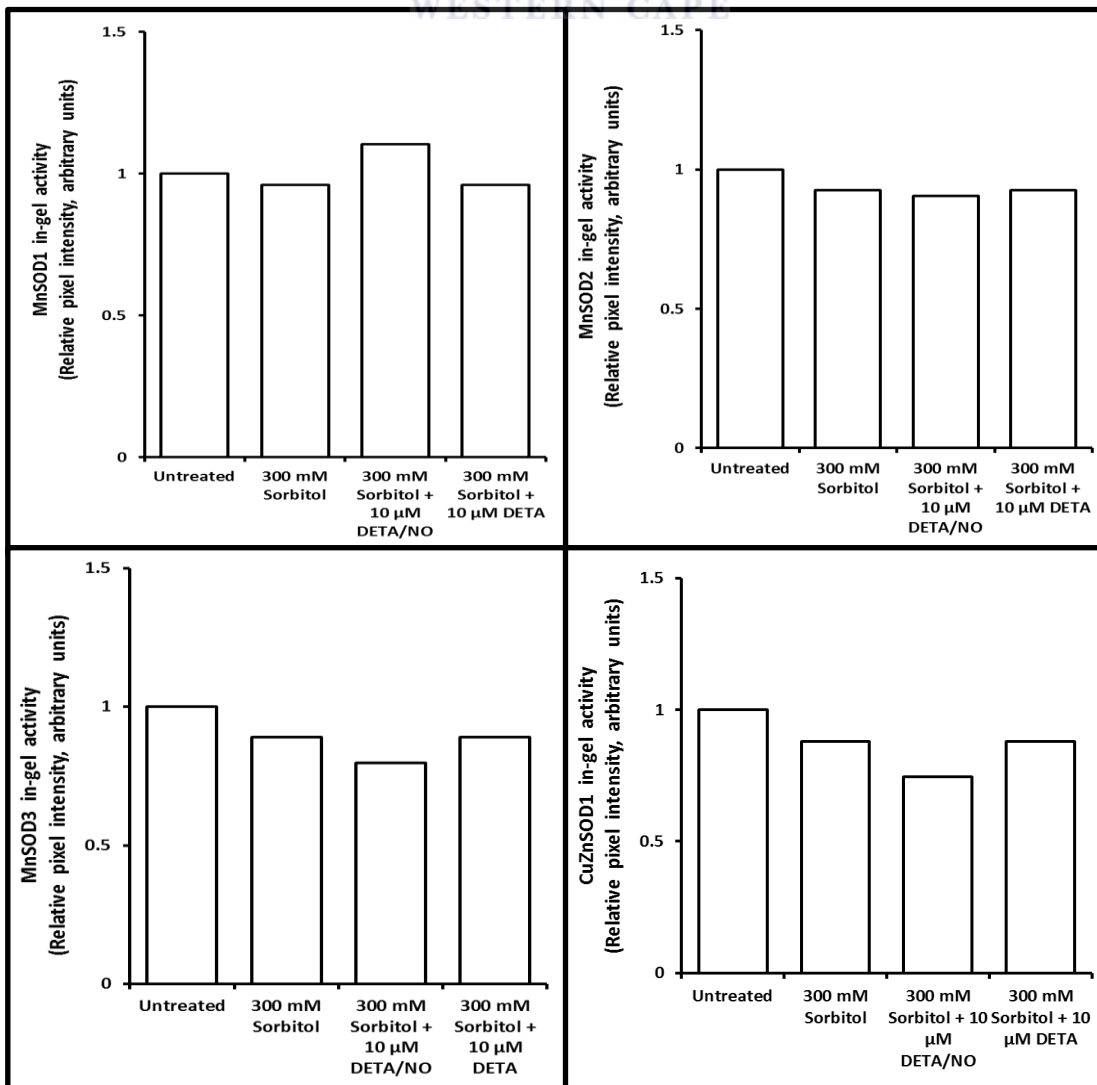 WESTERN CAPE
MnSOD1 in-gel activity
(Relative pixel intensity, arbitrary units)
1.5
1
0.5
0
Untreated
300 mM
Sorbitol
300 mM
Sorbitol +
10 µM
DETA/NO
300 mM
Sorbitol +
10 µM DETA
MnSOD2 in-gel activity
(Relative pixel intensity, arbitrary units)
1.5
1
0.5
0
Untreated
300 mM
Sorbitol
300 mM
Sorbitol +
10 µM
DETA/NO
300 mM
Sorbitol +
10 µM DETA
MnSOD3 in-gel activity
(Relative pixel intensity, arbitrary units)
1.5
1
0.5
0
Untreated
300 mM
Sorbitol
300 mM
Sorbitol +
10 µM
DETA/NO
300 mM
Sorbitol +
10 µM
DETA
CuZnSOD1 in-gel activity
(Relative pixel intensity, arbitrary units)
1.5
1
0.5
0
Untreated
300 mM
Sorbitol
300 mM
Sorbitol + 10
µM
DETA/NO
300 mM
Sorbitol + 10
µM DETA